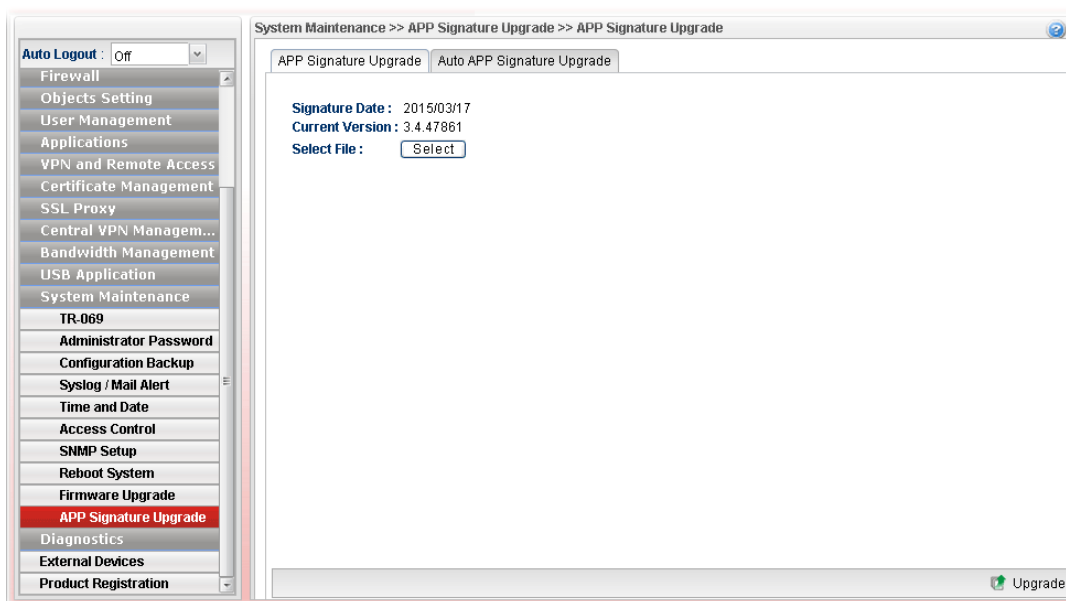 System Maintenance >> APP Signature Upgrade >> APP Signature Upgrade
Auto Logout : Off
Firewall
Objects Setting
User Management
Applications
VPN and Remote Access
Certificate Management
SSL Proxy
Central VPN Managem...
Bandwidth Management
USB Application
System Maintenance
TR-069
Administrator Password
Configuration Backup
Syslog / Mail Alert
Time and Date
Access Control
SNMP Setup
Reboot System
Firmware Upgrade
APP Signature Upgrade
Diagnostics
External Devices
Product Registration
APP Signature Upgrade Auto APP Signature Upgrade
Signature Date : 2015/03/17
Current Version : 3.4.47861
Select File : Select
Upgrade